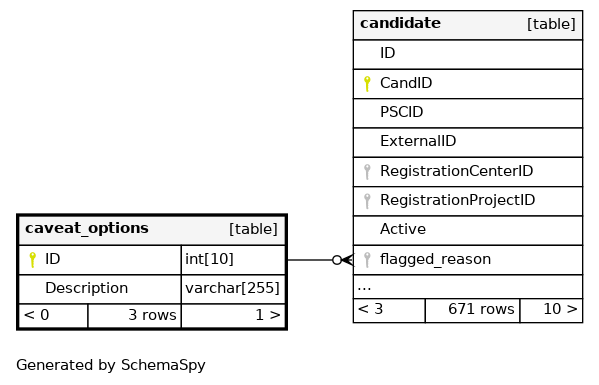 candidate [table]
ID
CandID
PSCID
ExternalID
RegistrationCenterID
RegistrationProjectID
Active
flagged_reason
...
< 3 671 rows 10 >
caveat_options [table]
ID int[10]
Description varchar[255]
< 0 3 rows 1 >
Generated by SchemaSpy